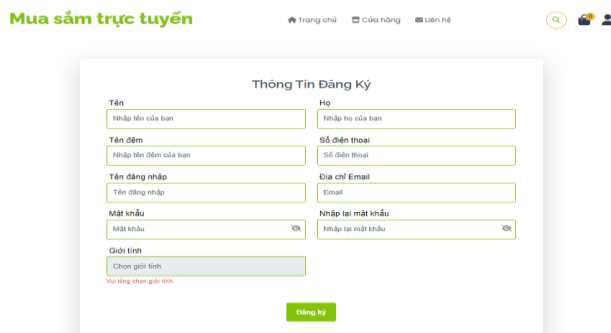 Mua sắm trực tuyến
Trang chủ Cửa hàng Liên hệ
0
Thông Tin Đăng Ký
Tên Họ
Nhập tên của bạn Nhập họ của bạn
Tên đệm Số điện thoại
Nhập tên đệm của bạn Số điện thoại
Tên đăng nhập Địa chỉ Email
Tên đăng nhập Email
Mật khẩu Nhập lại mật khẩu
Mật khẩu Nhập lại mật khẩu
Giới tính
Chọn giới tính
Vui lòng chọn giới tính.
Đăng ký